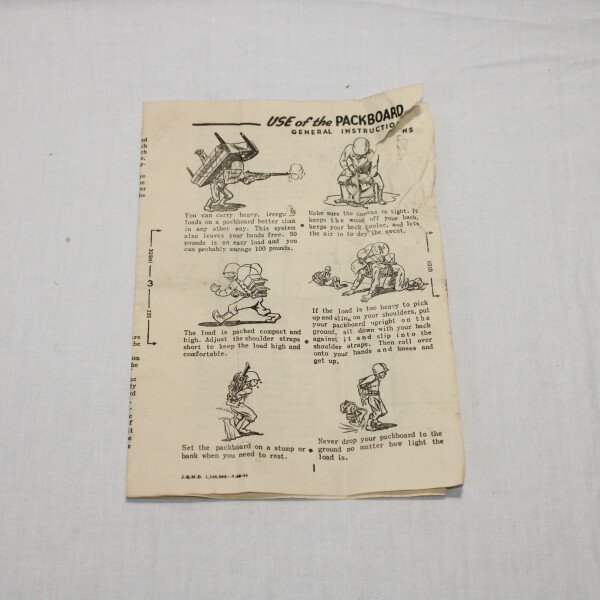 USE of the PACKBOARD
GENERAL INSTRUCTIONS
You can carry heavy, irregu
loads on a packboard better than
in any other way. This system
also leaves your hands free. 50
pounds is an easy load and you
can probably manage 100 pounds.
Make sure the canvas is tight. It
keeps the wood off your back,
keeps your back cooler, and lets
the air in to dry the sweat.
The load is packed compact and
high. Adjust the shoulder straps
short to keep the load high and
comfortable.
If the load is too heavy to pick
up and sling on your shoulders, put
your packboard upright on the
ground, sit down with your back
against it and slip into the
shoulder straps. Then roll over
onto your hands and knees and
get up.
Set the packboard on a stump or
bank when you need to rest.
Never drop your packboard to the
ground no matter how light the
load is.
3
J.Q.M.D.